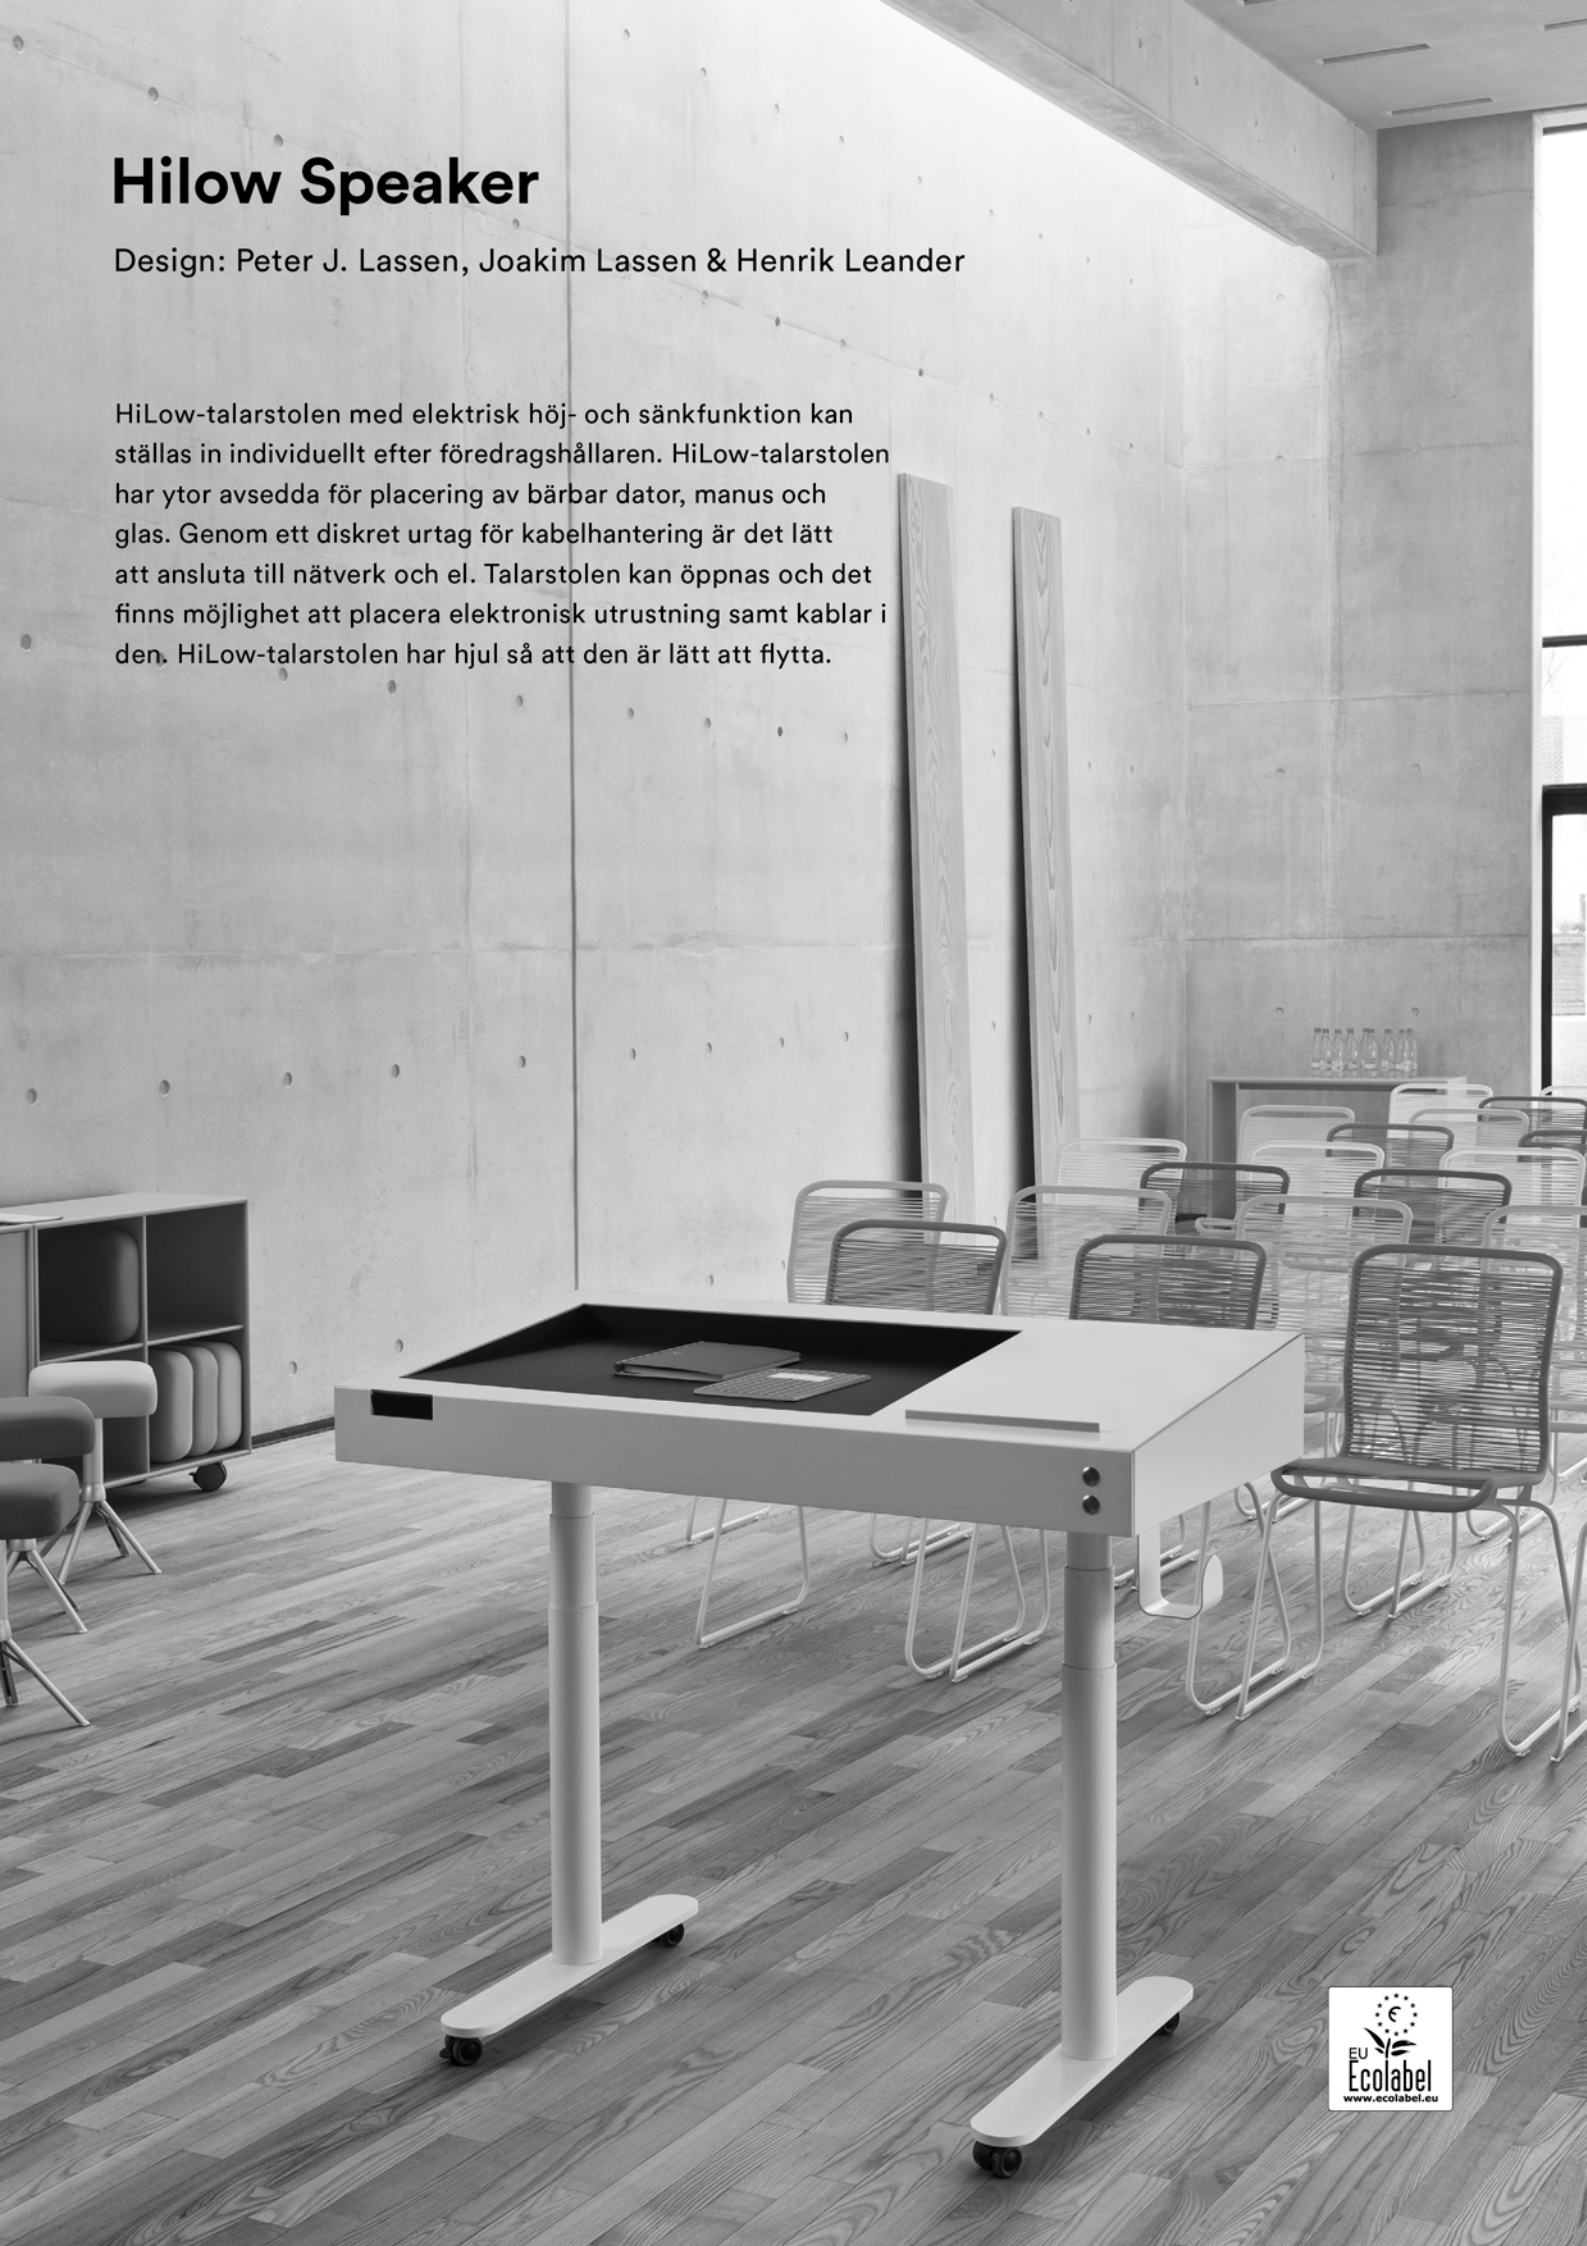 Hilow Speaker
Design: Peter J. Lassen, Joakim Lassen & Henrik Leander
HiLow-talarstolen med elektrisk höj- och sänkfunktion kan
ställas in individuellt efter föredragshållaren. HiLow-talarstolen
har ytor avsedda för placering av bärbar dator, manus och
glas. Genom ett diskret urtag för kabelhantering är det lätt
att ansluta till nätverk och el. Talarstolen kan öppnas och det
finns möjlighet att placera elektronisk utrustning samt kablar i
den. HiLow-talarstolen har hjul så att den är lätt att flytta.
EU
Ecolabel
www.ecolabel.eu